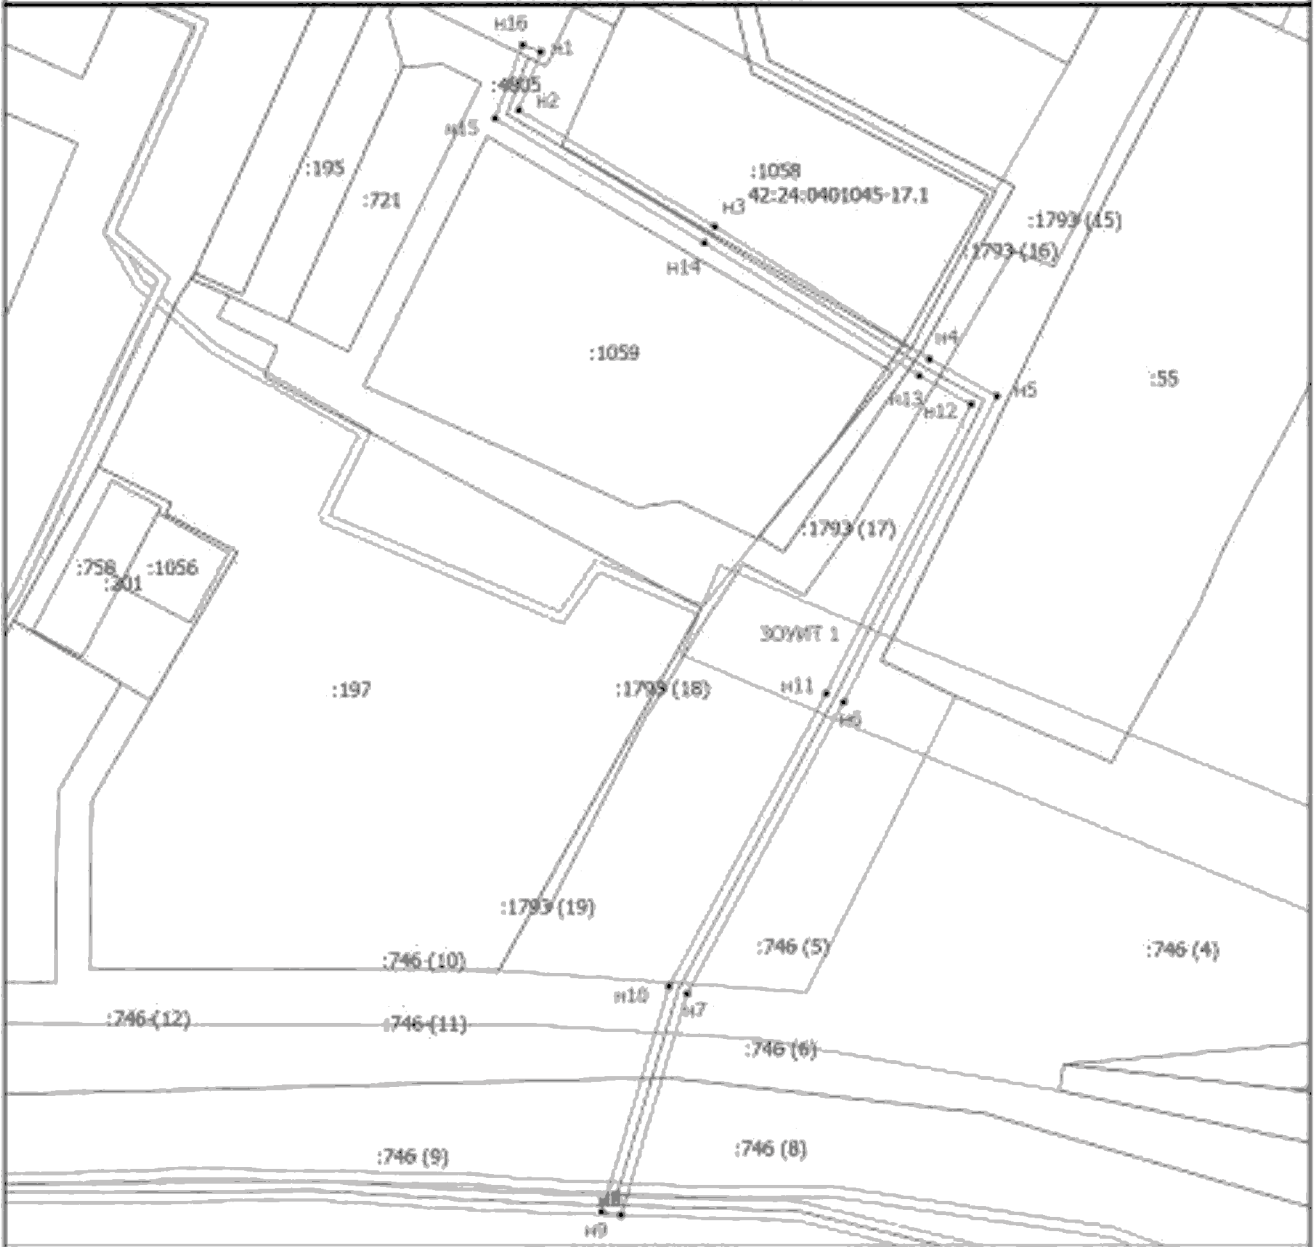 н16
н1
:4805
н2
н15
:195
:721
:1058
42:24:0401045-17.1
н3
:1793 (15)
:1793 (16)
н14
н4
:1059
:55
н5
н13
н12
:1793 (17)
:758
:1056
:201
ЗОУИТ 1
:197
:1793 (18)
н11
н6
:1793 (19)
:746 (5)
:746 (4)
:746 (10)
н10
н7
:746 (12)
:746 (11)
:746 (6)
:746 (9)
:746 (8)
н8
н9